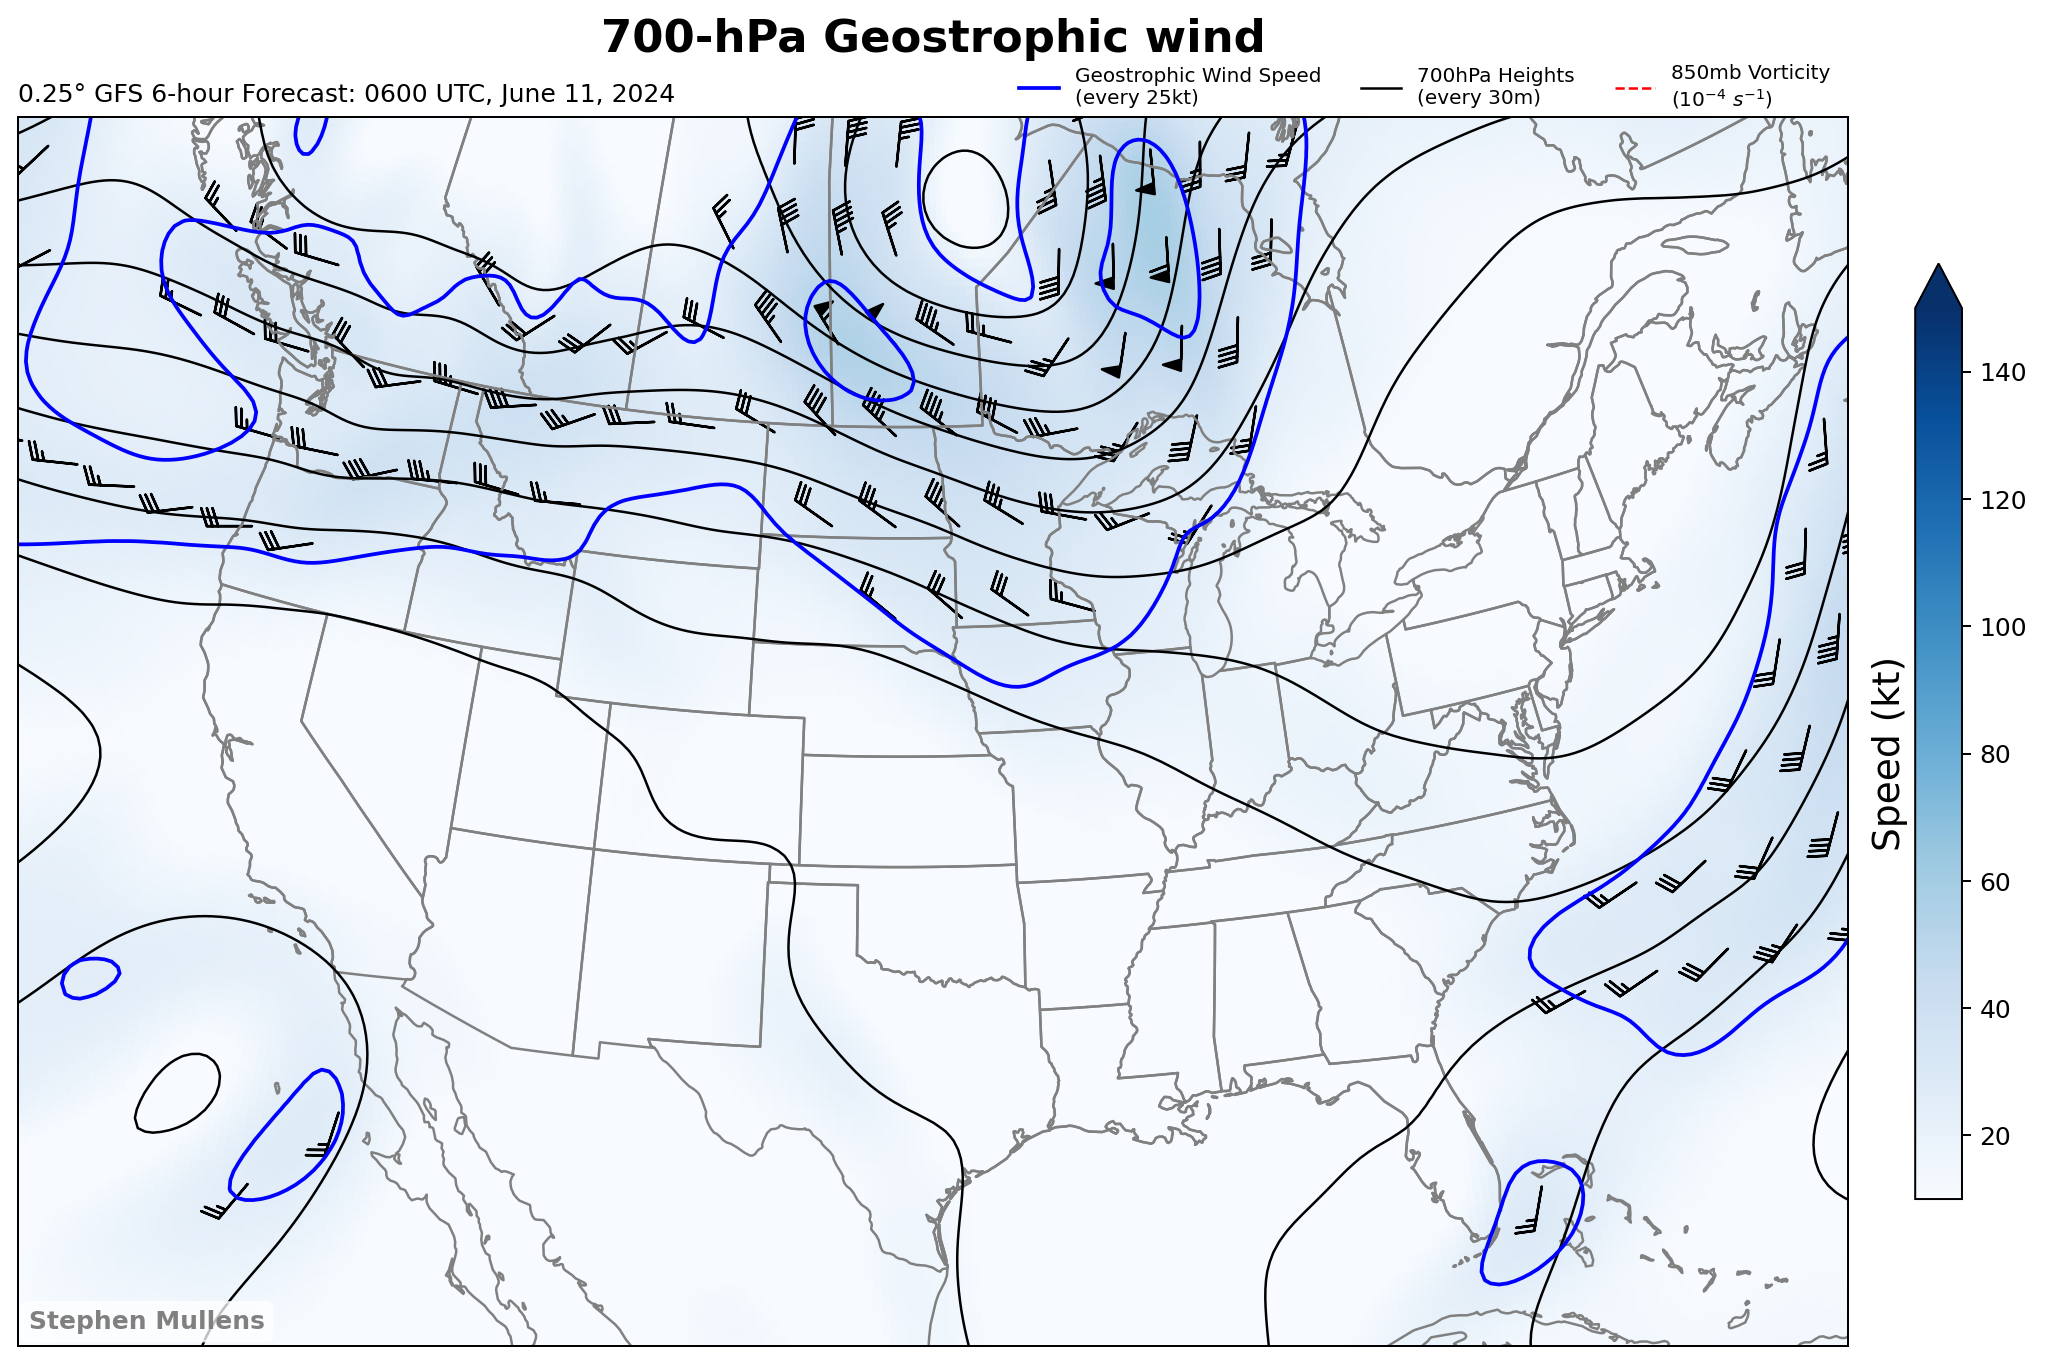 700-hPa Geostrophic wind
0.25° GFS 6-hour Forecast: 0600 UTC, June 11, 2024
Geostrophic Wind Speed
(every 25kt)
700hPa Heights
(every 30m)
850mb Vorticity
(10⁻⁴ s⁻¹)
140
120
100
80
60
40
20
Speed (kt)
Stephen Mullens